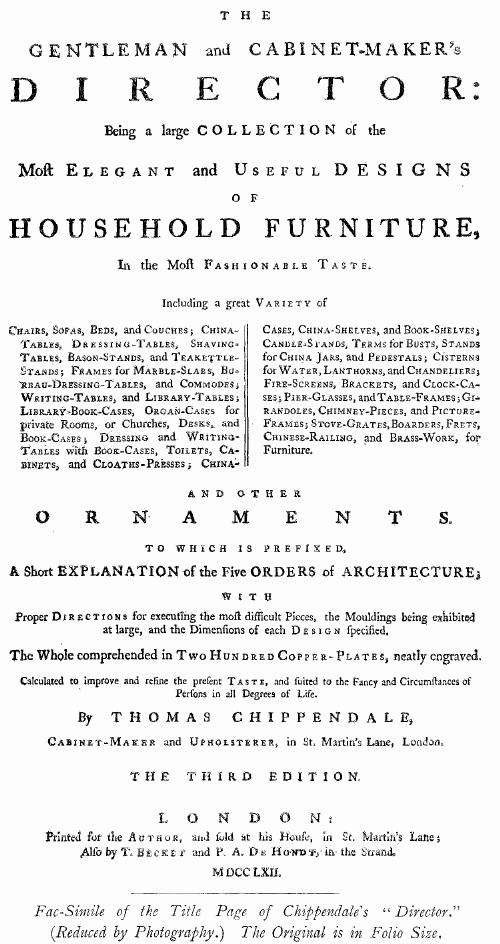 THE
GENTLEMAN and CABINET-MAKER's
DIRECTOR:
Being a large COLLECTION of the
Moſt ELEGANT and USEFUL DESIGNS
OF
HOUSEHOLD FURNITURE,
In the Moſt FASHIONABLE TASTE.
Including a great VARIETY of
CHAIRS, SOFAS, BEDS, and COUCHES; CHINA-
TABLES, DRESSING-TABLES, SHAVING-
TABLES, BASON-STANDS, and TEAKETTLE-
STANDS; FRAMES for MARBLE-SLABS, BU-
REAU-DRESSING-TABLES, and COMMODES;
WRITING-TABLES, and LIBRARY-TABLES;
LIBRARY-BOOK-CASES, ORGAN-CASES for
private Rooms, or Churches, DESKS, and
BOOK-CASES; DRESSING and WRITING-
TABLES with BOOK-CASES, TOILETS, CA-
BINETS, and CLOATHS-PRESSES; CHINA-
CASES, CHINA-SHELVES, and BOOK-SHELVES;
CANDLE-STANDS, TERMS for BUSTS, STANDS
for CHINA JARS, and PEDESTALS; CISTERNS
for WATER, LANTHORNS, and CHANDELIERS;
FIRE-SCREENS, BRACKETS, and CLOCK-CA-
SES; PIER-GLASSES, and TABLE-FRAMES; GI-
RANDOLES, CHIMNEY-PIECES, and PICTURE-
FRAMES; STOVE-GRATES, BOARDERS, FRETS,
CHINESE-RAILING, and BRASS-WORK, for
Furniture.
AND OTHER
ORNAMENTS.
TO WHICH IS PREFIXED,
A Short EXPLANATION of the Five ORDERS of ARCHITECTURE;
WITH
Proper DIRECTIONS for executing the moſt difficult Pieces, the Mouldings being exhibited
at large, and the Dimenſions of each DESIGN ſpecified.
The Whole comprehended in TWO HUNDRED COPPER-PLATES, neatly engraved.
Calculated to improve and refine the preſent TASTE, and ſuited to the Fancy and Circumſtances of
Perſons in all Degrees of Life.
By THOMAS CHIPPENDALE,
CABINET-MAKER and UPHOLSTERER, in St. Martin's Lane, London.
THE THIRD EDITION.
LONDON:
Printed for the AUTHOR, and ſold at his Houſe, in St. Martin's Lane;
Alſo by T. BECKET and P. A. DE HONDT, in the Strand.
MDCCLXII.
Fac-Simile of the Title Page of Chippendale's "Director."
(Reduced by Photography.) The Original is in Folio Size.